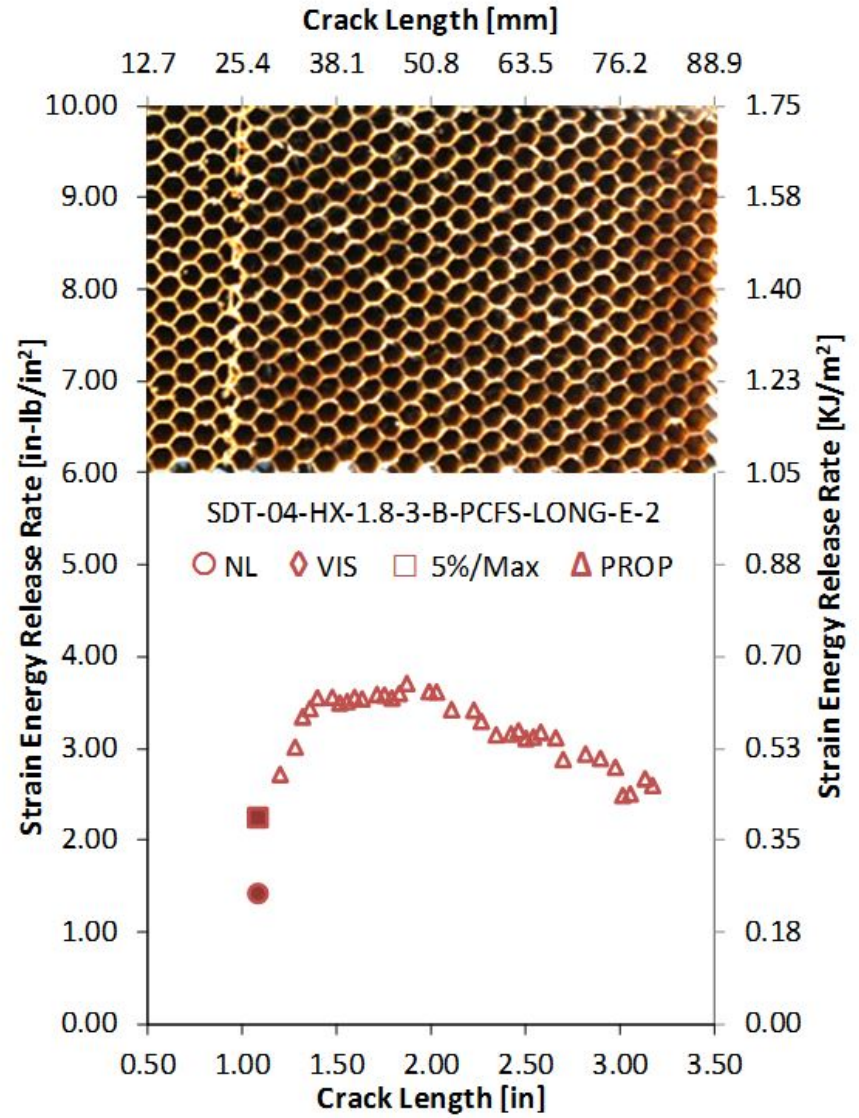 Crack Length [mm]
12.7 25.4 38.1 50.8 63.5 76.2 88.9
10.00 1.75
9.00 1.58
8.00 1.40
7.00 1.23
6.00 1.05
SDT-04-HX-1.8-3-B-PCFS-LONG-E-2
5.00 NL VIS 5%/Max PROP 0.88
4.00 0.70
3.00 0.53
2.00 0.35
1.00 0.18
0.00 0.00
Strain Energy Release Rate [in-lb/in²]
Strain Energy Release Rate [KJ/m²]
0.50 1.00 1.50 2.00 2.50 3.00 3.50
Crack Length [in]